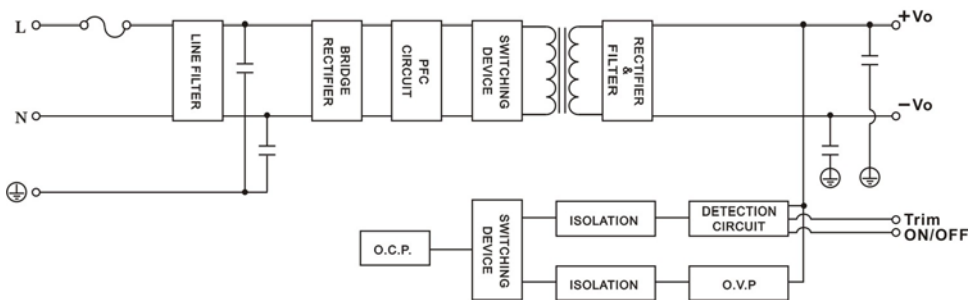 L
N
LINE FILTER
BRIDGE
RECTIFIER
PFC
CIRCUIT
SWITCHING
DEVICE
RECTIFIER
&
FILTER
+Vo
−Vo
O.C.P.
SWITCHING
DEVICE
ISOLATION
DETECTION
CIRCUIT
Trim
ON/OFF
ISOLATION
O.V.P